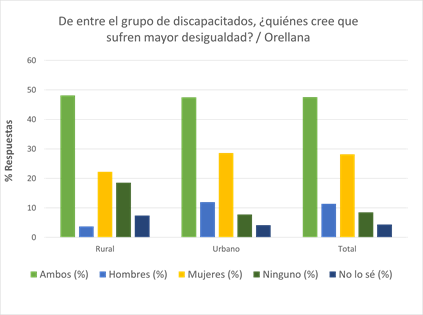 De entre el grupo de discapacitados, ¿quiénes cree que
sufren mayor desigualdad? / Orellana
% Respuestas
60
50
40
30
20
10
0
Rural Urbano Total
Ambos (%) Hombres (%) Mujeres (%) Ninguno (%) No lo sé (%)